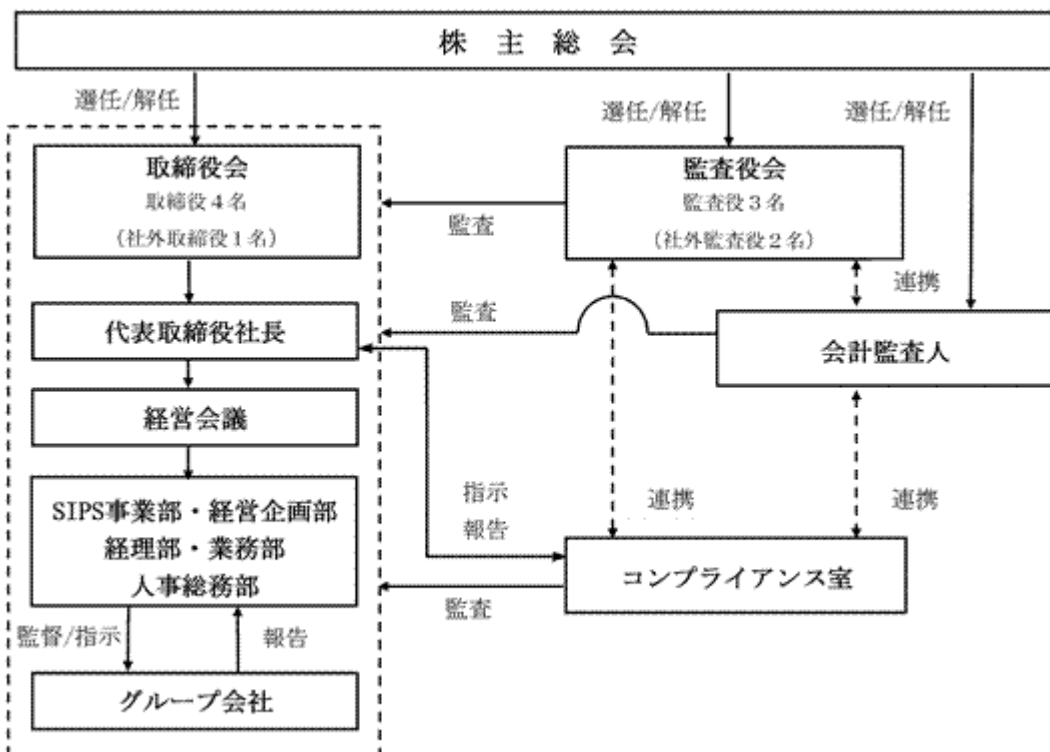 株 主 総 会
選任/解任
選任/解任
選任/解任
取締役会
取締役4名
（社外取締役1名）
監査役会
監査役3名
（社外監査役2名）
監査
連携
代表取締役社長
監査
会計監査人
経営会議
SIPS事業部・経営企画部
経理部・業務部
人事総務部
指示
報告
連携
連携
コンプライアンス室
監査
監督/指示
報告
グループ会社